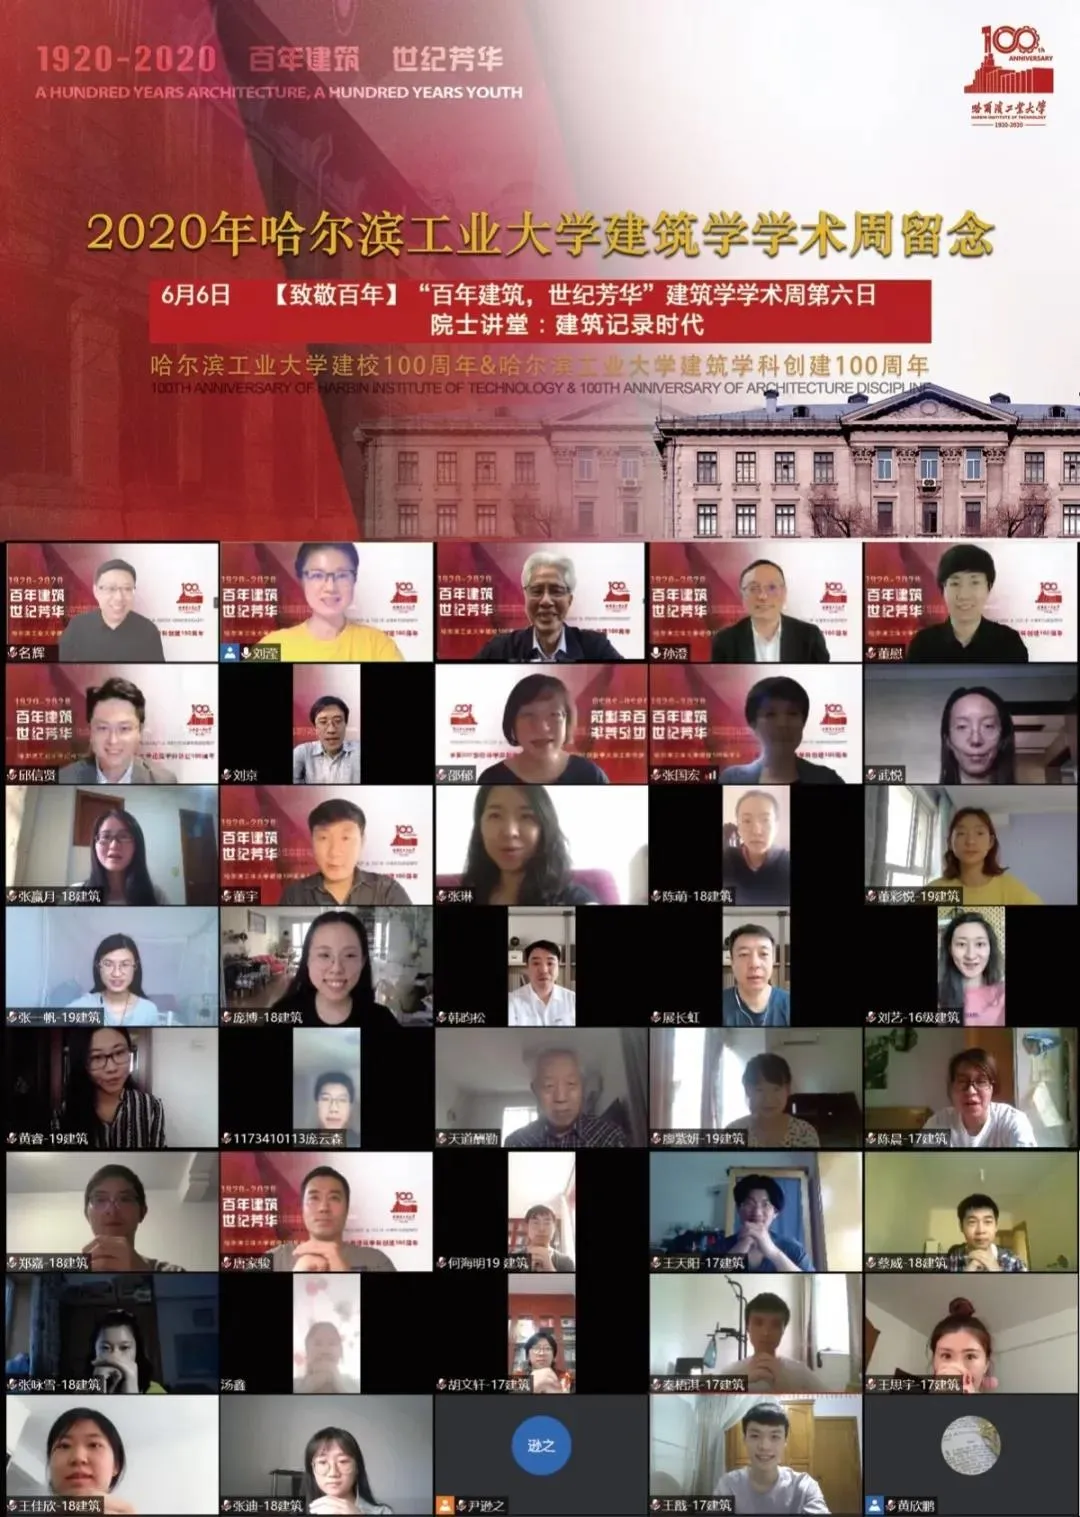 1920-2020 百年建筑 世纪芳华
A HUNDRED YEARS ARCHITECTURE, A HUNDRED YEARS YOUTH
100th
ANNIVERSARY
哈尔滨工业大学
HARBIN INSTITUTE OF TECHNOLOGY
1920-2020
2020年哈尔滨工业大学建筑学学术周留念
6月6日 【致敬百年】“百年建筑，世纪芳华”建筑学学术周第六日
院士讲堂：建筑记录时代
哈尔滨工业大学建校100周年&哈尔滨工业大学建筑学科创建100周年
100TH ANNIVERSARY OF HARBIN INSTITUTE OF TECHNOLOGY & 100TH ANNIVERSARY OF ARCHITECTURE DISCIPLINE
1920-2020
百年建筑
世纪芳华
名辉
刘滢
孙澄
董慰
邱信贤
刘京
邵郁
张国宏
武悦
张赢月-18建筑
董宇
张琳
陈萌-18建筑
董彩悦-19建筑
张一帆-19建筑
庞博-18建筑
韩昀松
展长虹
刘艺-16级建筑
黄睿-19建筑
1173410113庞云森
天道酬勤
廖紫妍-19建筑
陈晨-17建筑
郑嘉-18建筑
唐家骏
何海明19 建筑
王天阳-17建筑
蔡威-18建筑
张咏雪-18建筑
汤鑫
胡文轩-17建筑
秦梧淇-17建筑
王思宇-17建筑
王佳欣-18建筑
张迪-18建筑
逊之
尹逊之
王戬-17建筑
黄欣鹏